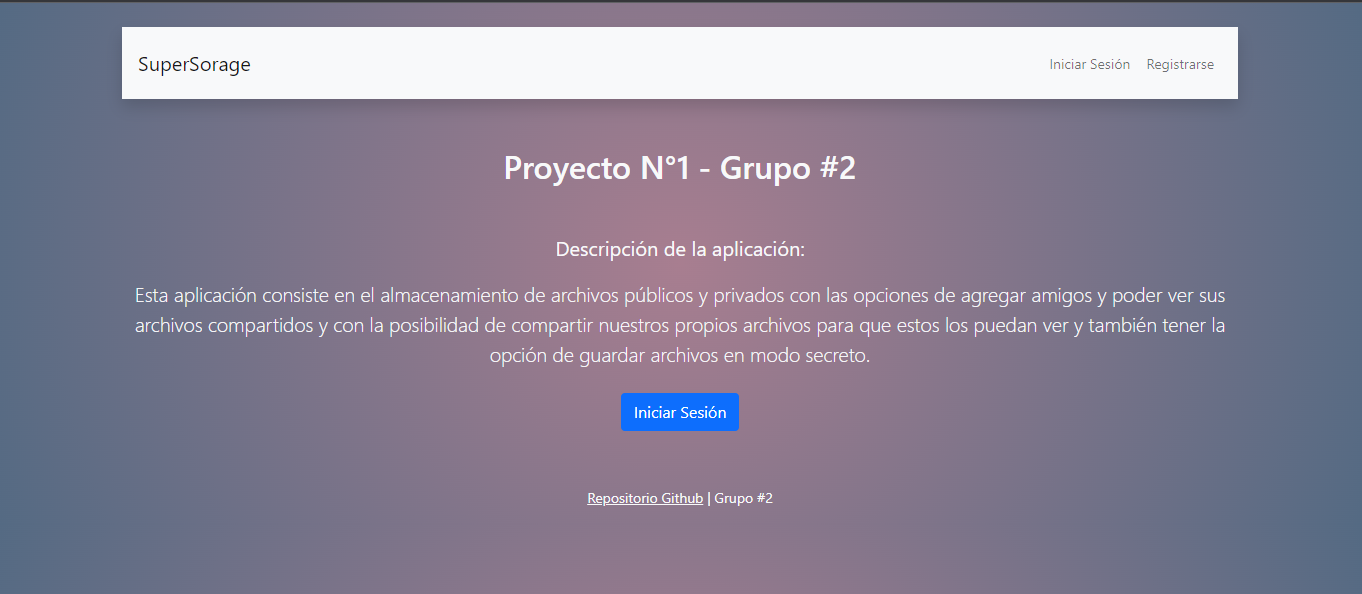 SuperSorage
Iniciar Sesión Registrarse
Proyecto N°1 - Grupo #2
Descripción de la aplicación:
Esta aplicación consiste en el almacenamiento de archivos públicos y privados con las opciones de agregar amigos y poder ver sus
archivos compartidos y con la posibilidad de compartir nuestros propios archivos para que estos los puedan ver y también tener la
opción de guardar archivos en modo secreto.
Iniciar Sesión
Repositorio Github | Grupo #2